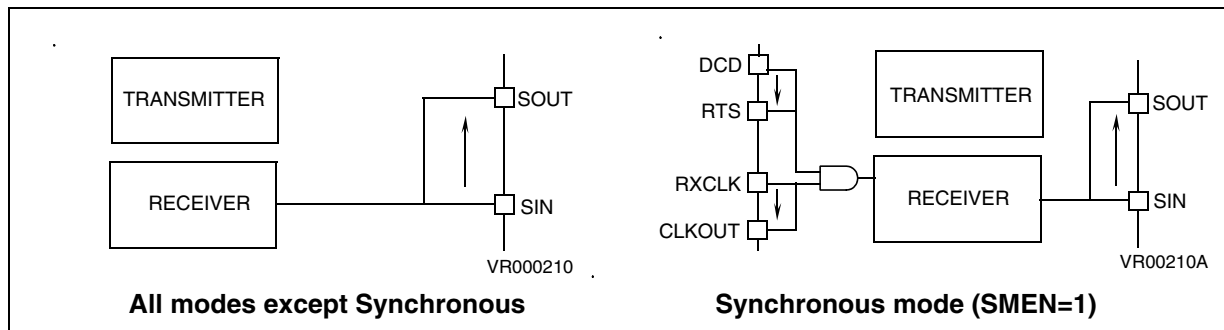 TRANSMITTER
RECEIVER
SOUT
SIN
VR000210
All modes except Synchronous
DCD
RTS
RXCLK
CLKOUT
TRANSMITTER
RECEIVER
SOUT
SIN
VR00210A
Synchronous mode (SMEN=1)